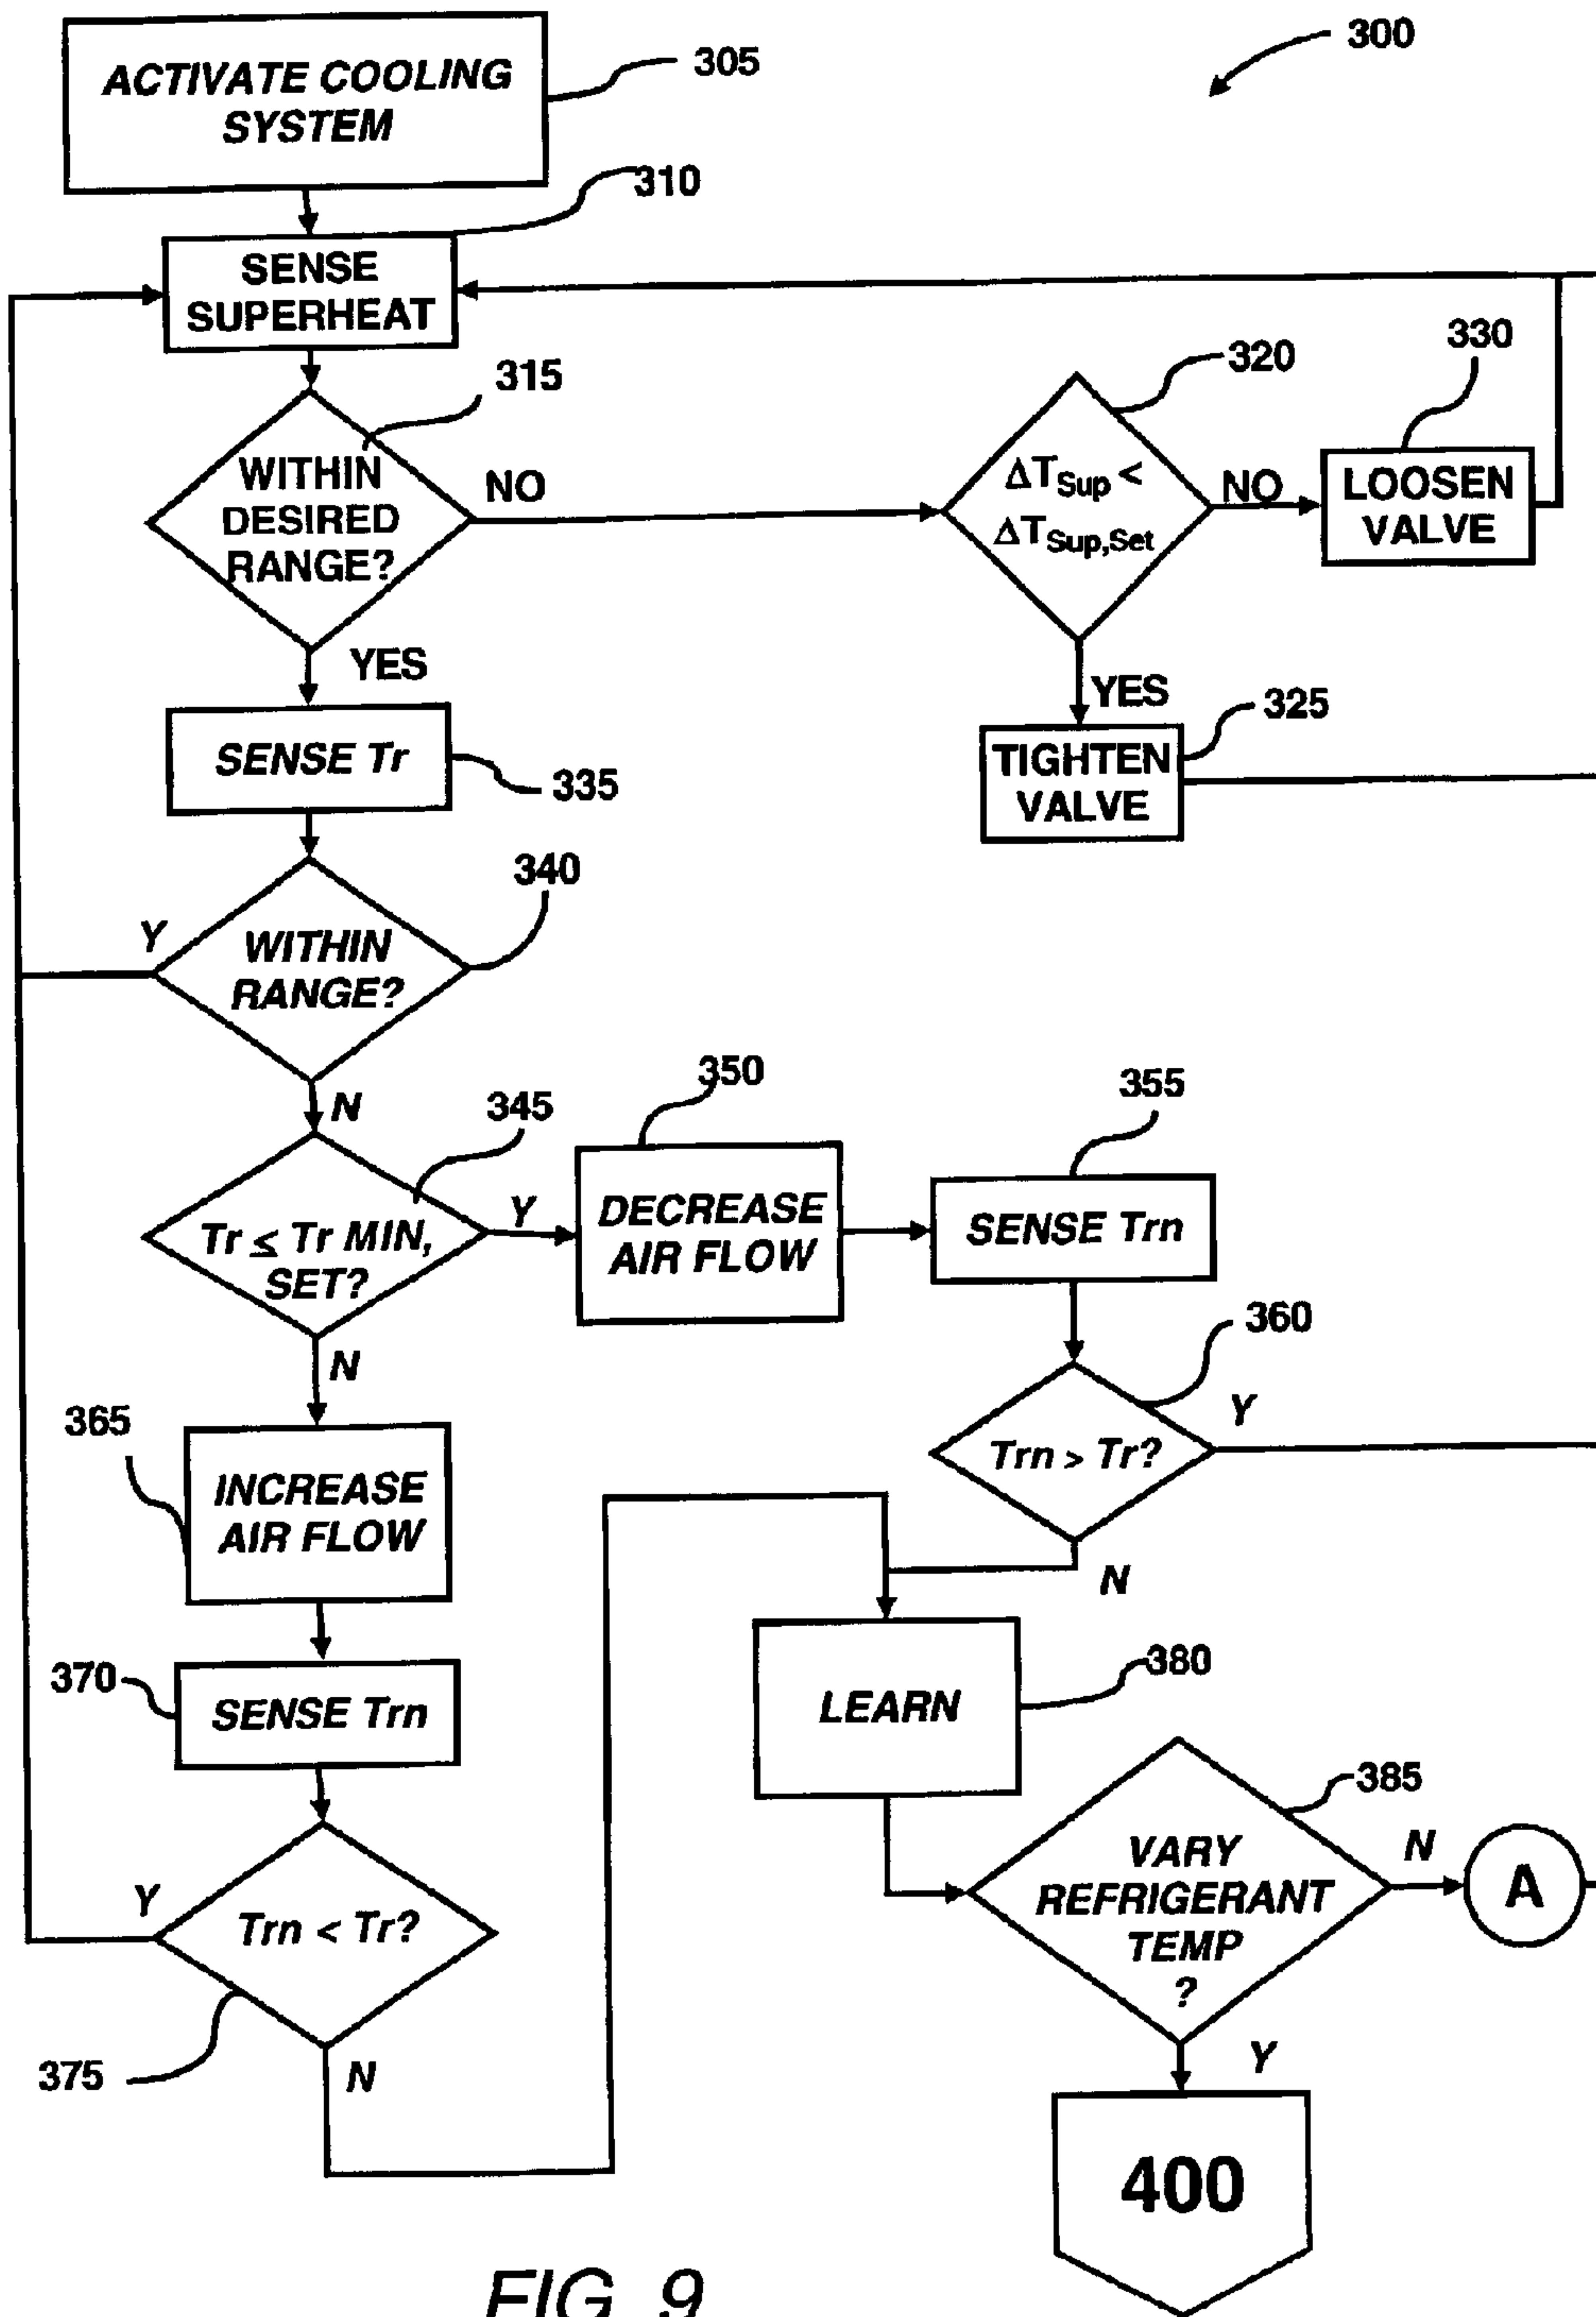 300
ACTIVATE COOLING
SYSTEM
305
310
SENSE
SUPERHEAT
315
WITHIN
DESIRED
RANGE?
NO
320
ΔTSup <
ΔTSup,Set
NO
330
LOOSEN
VALVE
YES
YES
325
TIGHTEN
VALVE
SENSE Tr
335
340
Y
WITHIN
RANGE?
N
345
Tr ≤ Tr MIN,
SET?
Y
350
DECREASE
AIR FLOW
355
SENSE Trn
N
360
Trn > Tr?
Y
N
365
INCREASE
AIR FLOW
370
SENSE Trn
380
LEARN
Y
Trn < Tr?
375
N
385
VARY
REFRIGERANT
TEMP
?
N
A
Y
400
FIG. 9